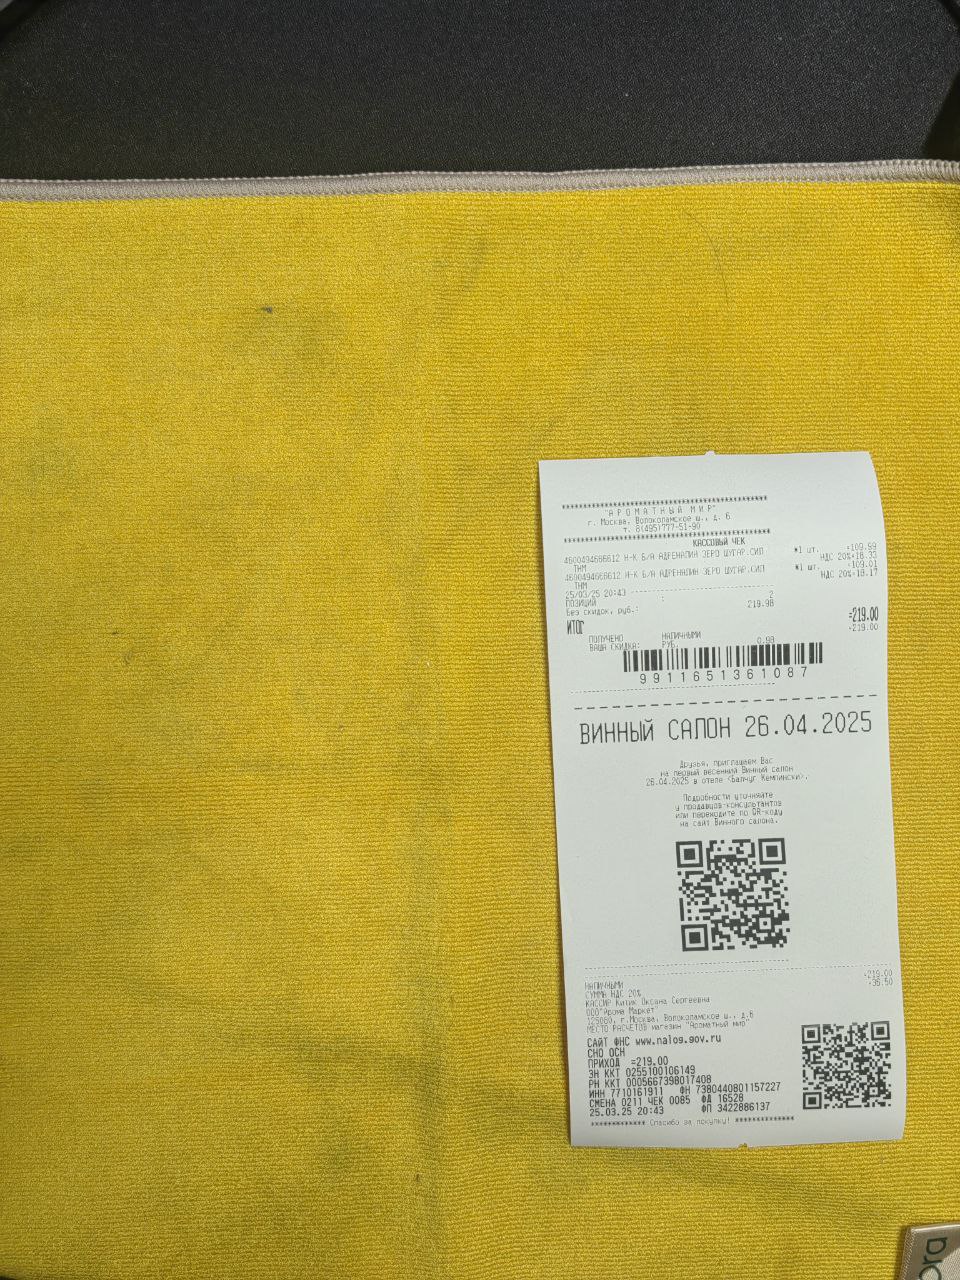 ****************************************
"АРОМАТНЫЙ МИР"
г. Москва, Волоколамское ш., д. 6
т. 8(495)777-51-90
****************************************
КАССОВЫЙ ЧЕК
4600494666612 Н-К Б/А АДРЕНАЛИН ЗЕРО ШУГАР.СИЛ *1 шт. =109.99
ТНМ НДС 20%=18.33
4600494666612 Н-К Б/А АДРЕНАЛИН ЗЕРО ШУГАР.СИЛ *1 шт. =109.01
ТНМ НДС 20%=18.17
25/03/25 20:43 -----------------------
ПОЗИЦИЙ : 2
Без скидок, руб.: 219.98
ИТОГ =219.00
ПОЛУЧЕНО НАЛИЧНЫМИ =219.00
ВАША СКИДКА: РУБ. 0.98
9911651361087
ВИННЫЙ САЛОН 26.04.2025
Друзья, приглашаем Вас
на первый весенний Винный салон
26.04.2025 в отеле «Балчуг Кемпински».
Подробности уточняйте
у продавцов-консультантов
или переходите по QR-коду
на сайт Винного салона.
НАЛИЧНЫМИ =219.00
СУММА НДС 20% =36.50
КАССИР Китик Оксана Сергеевна
ООО"Арома Маркет"
125080, г.Москва, Волоколамское ш., д.6
МЕСТО РАСЧЕТОВ магазин "Ароматный мир"
САЙТ ФНС www.nalog.gov.ru
СНО ОСН
ПРИХОД =219.00
ЗН ККТ 0255100106149
РН ККТ 0005667398017408
ИНН 7710161911 ФН 7380440801157227
СМЕНА 0211 ЧЕК 0085 ФД 16528
25.03.25 20:43 ФП 3422886137
************* Спасибо за покупку! **************
ora